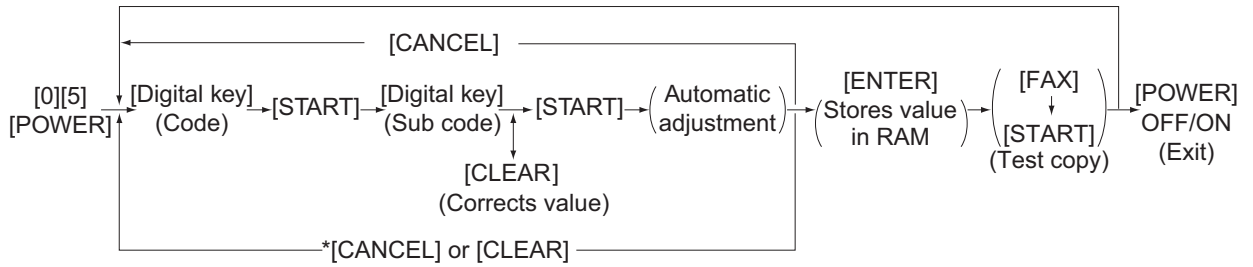 [CANCEL]
[0][5]
[POWER]
[Digital key]
(Code)
[START]
[Digital key]
(Sub code)
[CLEAR]
(Corrects value)
[START]
(Automatic
adjustment)
[ENTER]
(Stores value
in RAM)
([FAX]
[START])
(Test copy)
[POWER]
OFF/ON
(Exit)
*[CANCEL] or [CLEAR]